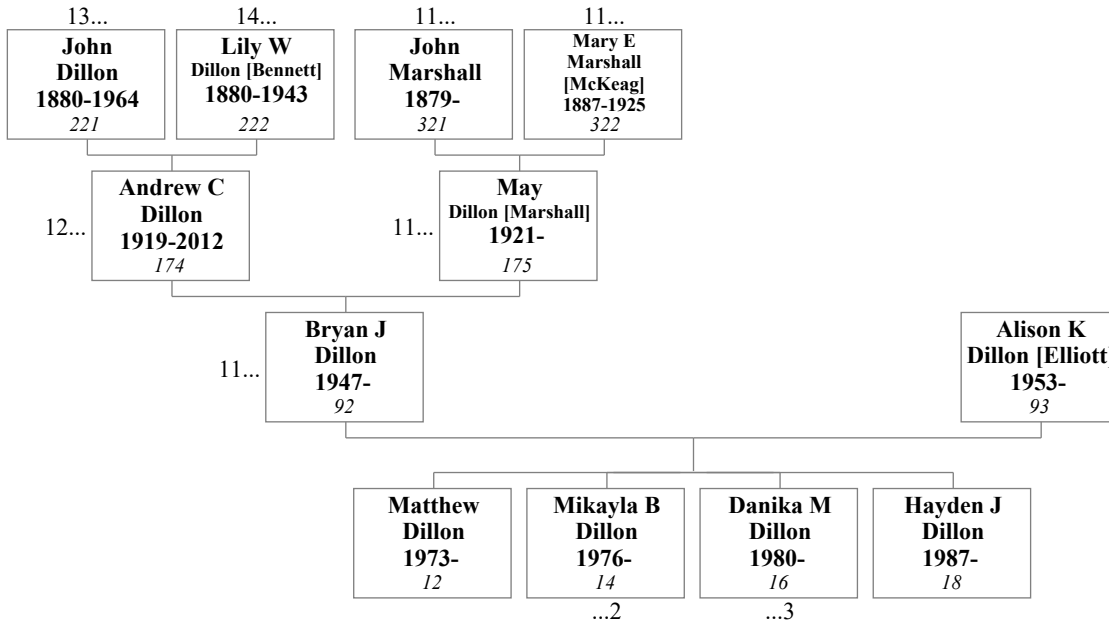 13...
14...
11...
11...
John
Dillon
1880-1964
221
Lily W
Dillon [Bennett]
1880-1943
222
John
Marshall
1879-
321
Mary E
Marshall
[McKeag]
1887-1925
322
12...
Andrew C
Dillon
1919-2012
174
11...
May
Dillon [Marshall]
1921-
175
11...
Bryan J
Dillon
1947-
92
Alison K
Dillon [Elliott]
1953-
93
Matthew
Dillon
1973-
12
Mikayla B
Dillon
1976-
14
Danika M
Dillon
1980-
16
Hayden J
Dillon
1987-
18
...2
...3